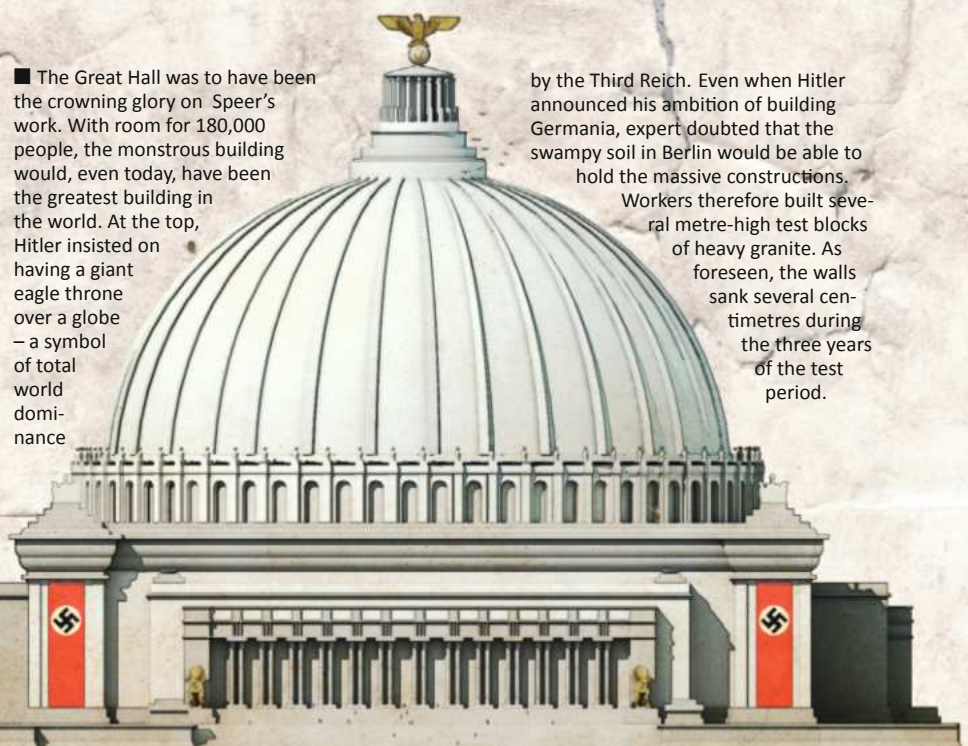 ■ The Great Hall was to have been
the crowning glory on Speer's
work. With room for 180,000
people, the monstrous building
would, even today, have been
the greatest building in
the world. At the top,
Hitler insisted on
having a giant
eagle throne
over a globe
– a symbol
of total
world
domi-
nance
by the Third Reich. Even when Hitler
announced his ambition of building
Germania, expert doubted that the
swampy soil in Berlin would be able to
hold the massive constructions.
Workers therefore built seve-
ral metre-high test blocks
of heavy granite. As
foreseen, the walls
sank several cen-
timetres during
the three years
of the test
period.